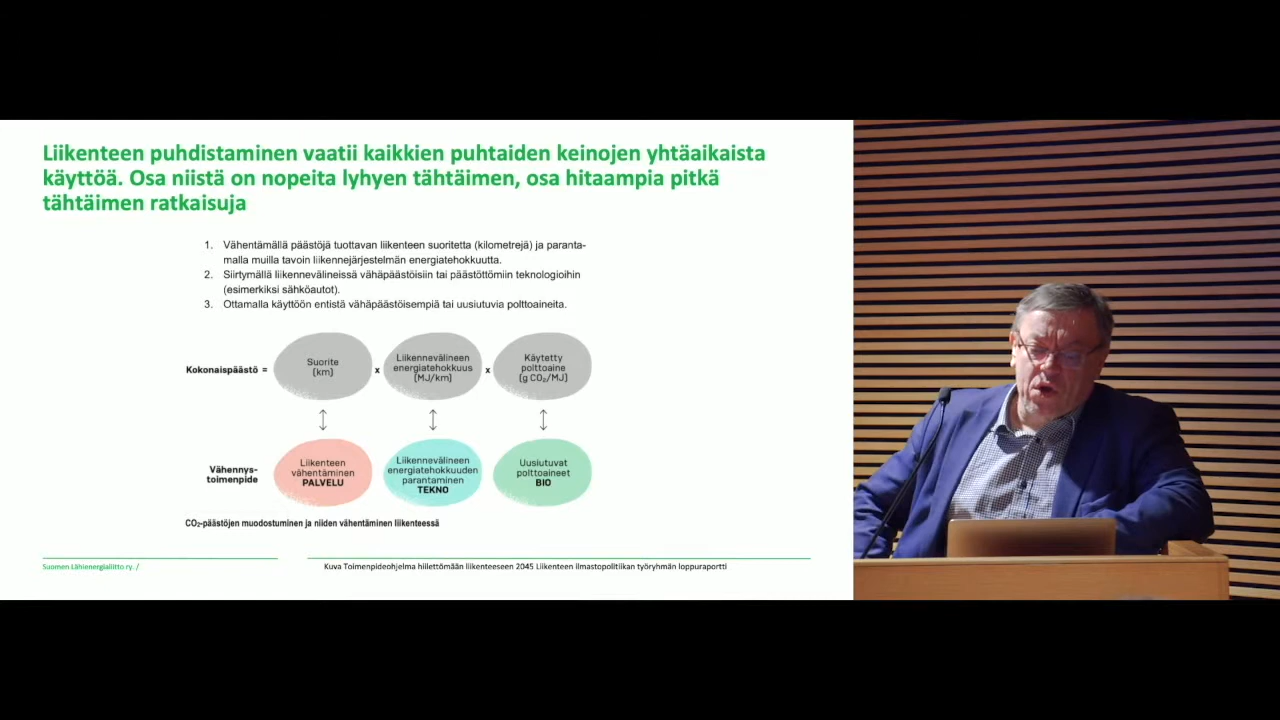 Liikenteen puhdistaminen vaatii kaikkien puhtaiden keinojen yhtäaikaista
käyttöä. Osa niistä on nopeita lyhyen tähtäimen, osa hitaampia pitkä
tähtäimen ratkaisuja
1. Vähentämällä päästöjä tuottavan liikenteen suoritetta (kilometrejä) ja paranta-
malla muilla tavoin liikennejärjestelmän energiatehokkuutta.
2. Siirtymällä liikennevälineissä vähäpäästöisiin tai päästöttömiin teknologioihin
(esimerkiksi sähköautot).
3. Ottamalla käyttöön entistä vähäpäästöisempiä tai uusiutuvia polttoaineita.
Kokonaispäästö =
Suorite
(km)
x
Liikennevälineen
energiatehokkuus
(MJ/km)
x
Käytetty
polttoaine
(g CO₂/MJ)
Vähennys-
toimenpide
Liikenteen
vähentäminen
PALVELU
Liikennevälineen
energiatehokkuuden
parantaminen
TEKNO
Uusiutuvat
polttoaineet
BIO
CO₂-päästöjen muodostuminen ja niiden vähentäminen liikenteessä
Suomen Lähienergialiitto ry. /
Kuva Toimenpideohjelma hiilettömään liikenteeseen 2045 Liikenteen ilmastopolitiikan työryhmän loppuraportti